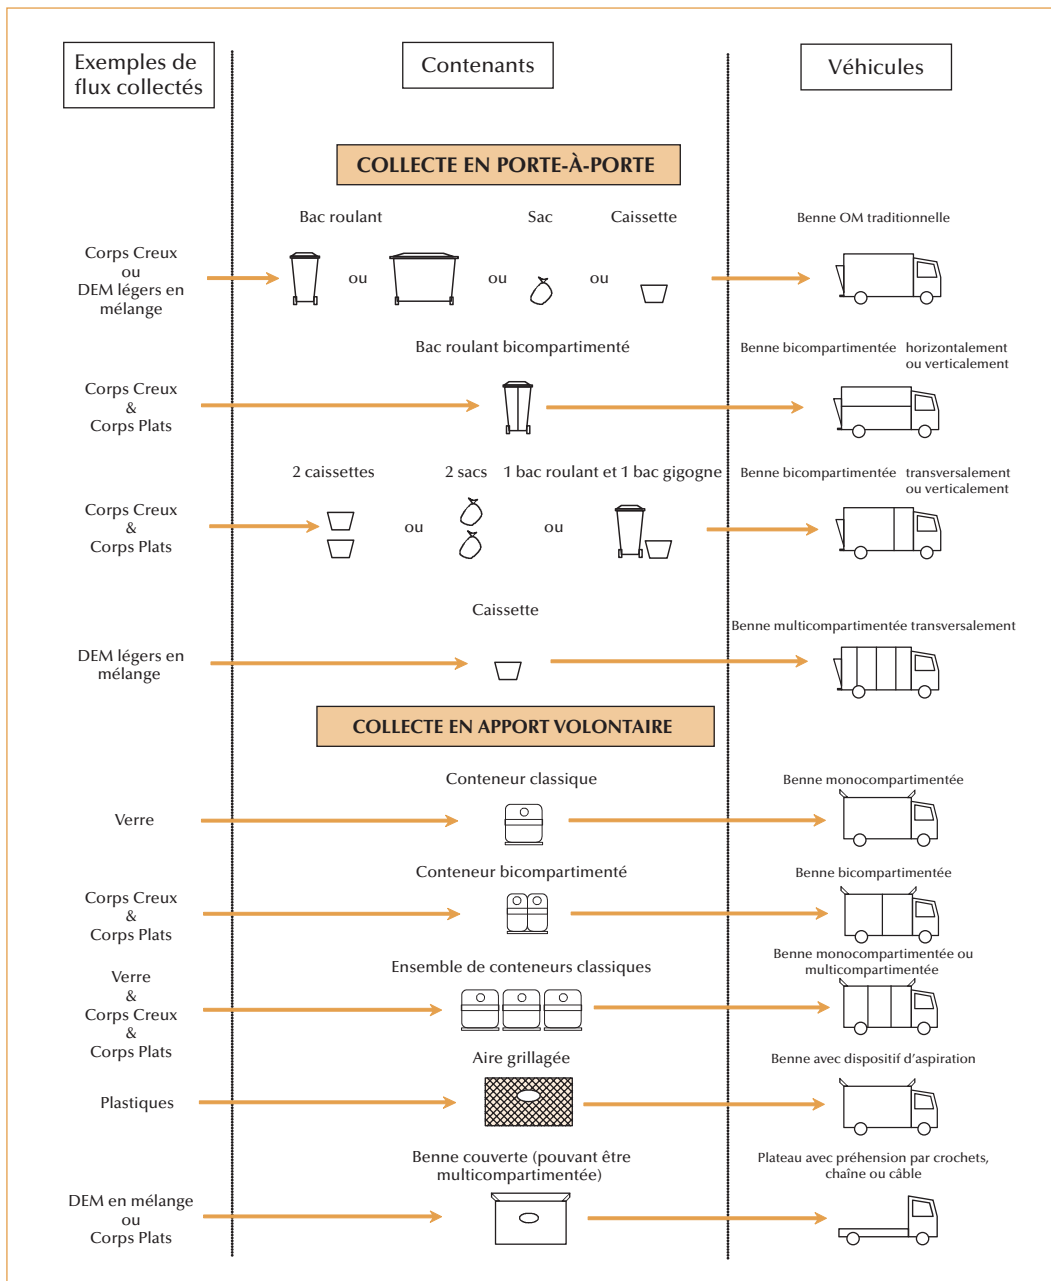 Exemples de
flux collectés
Contenants
Véhicules
COLLECTE EN PORTE-À-PORTE
Bac roulant
Sac
Caissette
Benne OM traditionnelle
Corps Creux
ou
DEM légers en
mélange
ou
ou
ou
Bac roulant bicompartimenté
Benne bicompartimentée horizontalement
ou verticalement
Corps Creux
&
Corps Plats
2 caissettes
2 sacs
1 bac roulant et 1 bac gigogne
Benne bicompartimentée transversalement
ou verticalement
Corps Creux
&
Corps Plats
ou
ou
Caissette
Benne multicompartimentée transversalement
DEM légers en
mélange
COLLECTE EN APPORT VOLONTAIRE
Conteneur classique
Benne monocompartimentée
Verre
Conteneur bicompartimenté
Benne bicompartimentée
Corps Creux
&
Corps Plats
Ensemble de conteneurs classiques
Benne monocompartimentée ou
multicompartimentée
Verre
&
Corps Creux
&
Corps Plats
Aire grillagée
Benne avec dispositif d'aspiration
Plastiques
Benne couverte (pouvant être
multicompartimentée)
Plateau avec préhension par crochets,
chaîne ou câble
DEM en mélange
ou
Corps Plats